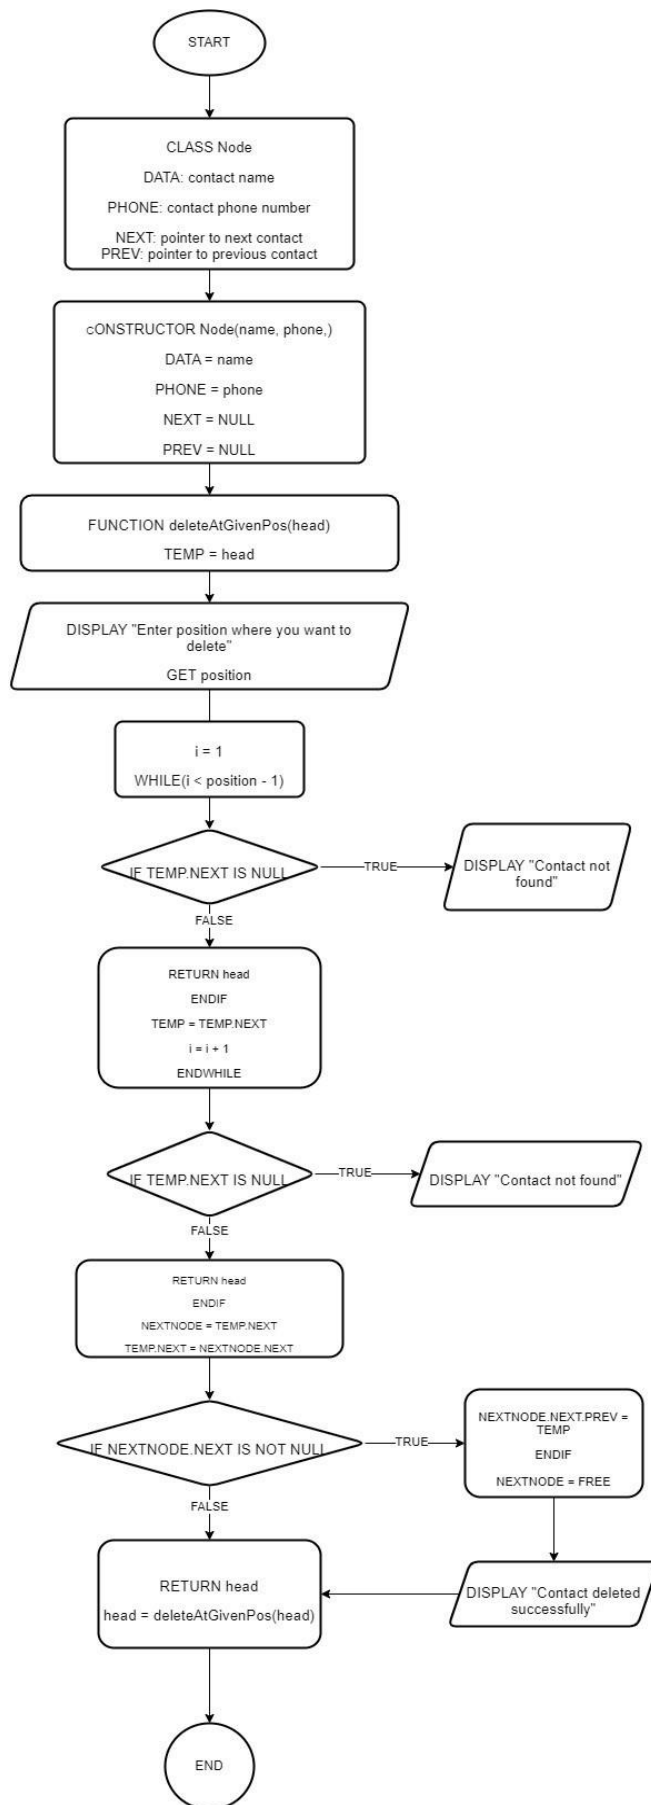 START
CLASS Node
DATA: contact name
PHONE: contact phone number
NEXT: pointer to next contact
PREV: pointer to previous contact
cONSTRUCTOR Node(name, phone,)
DATA = name
PHONE = phone
NEXT = NULL
PREV = NULL
FUNCTION deleteAtGivenPos(head)
TEMP = head
DISPLAY "Enter position where you want to
delete"
GET position
i = 1
WHILE(i < position - 1)
IF TEMP.NEXT IS NULL
TRUE
DISPLAY "Contact not
found"
FALSE
RETURN head
ENDIF
TEMP = TEMP.NEXT
i = i + 1
ENDWHILE
IF TEMP.NEXT IS NULL
TRUE
DISPLAY "Contact not found"
FALSE
RETURN head
ENDIF
NEXTNODE = TEMP.NEXT
TEMP.NEXT = NEXTNODE.NEXT
IF NEXTNODE.NEXT IS NOT NULL
TRUE
NEXTNODE.NEXT.PREV =
TEMP
ENDIF
NEXTNODE = FREE
FALSE
DISPLAY "Contact deleted
successfully"
RETURN head
head = deleteAtGivenPos(head)
END